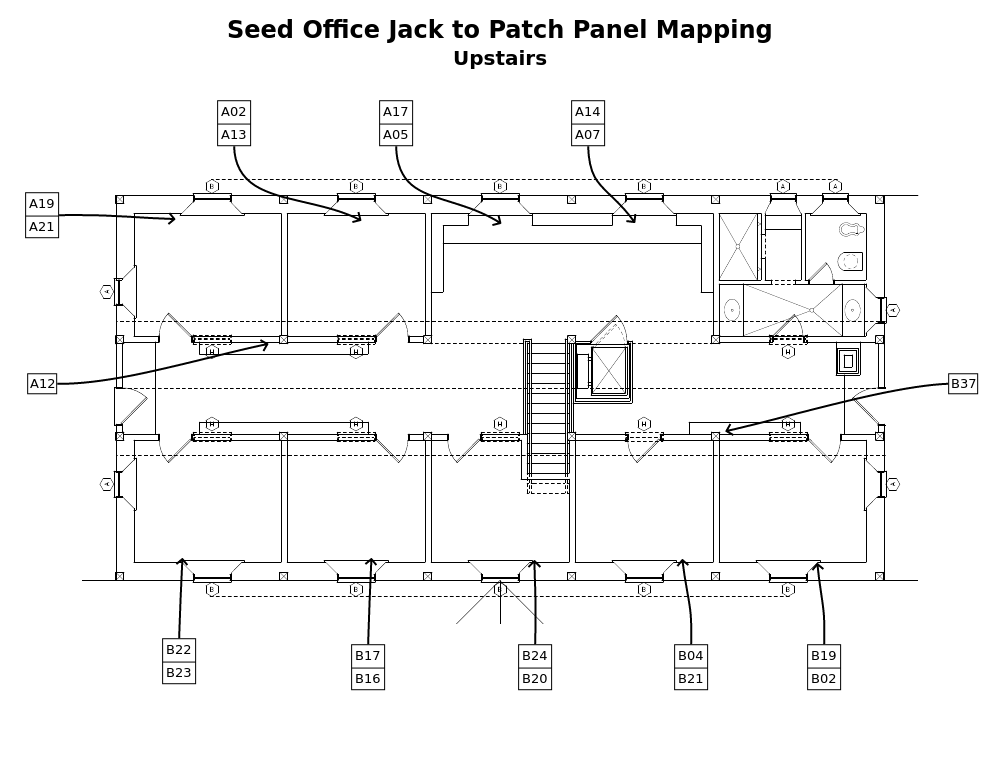 Seed Office Jack to Patch Panel Mapping
Upstairs
A02
A13
A17
A05
A14
A07
A19
A21
B
B
B
B
A
A
A
A
H
H
H
A12
B37
H
H
H
H
H
A
A
B
B
B
B
B
B22
B23
B17
B16
B24
B20
B04
B21
B19
B02